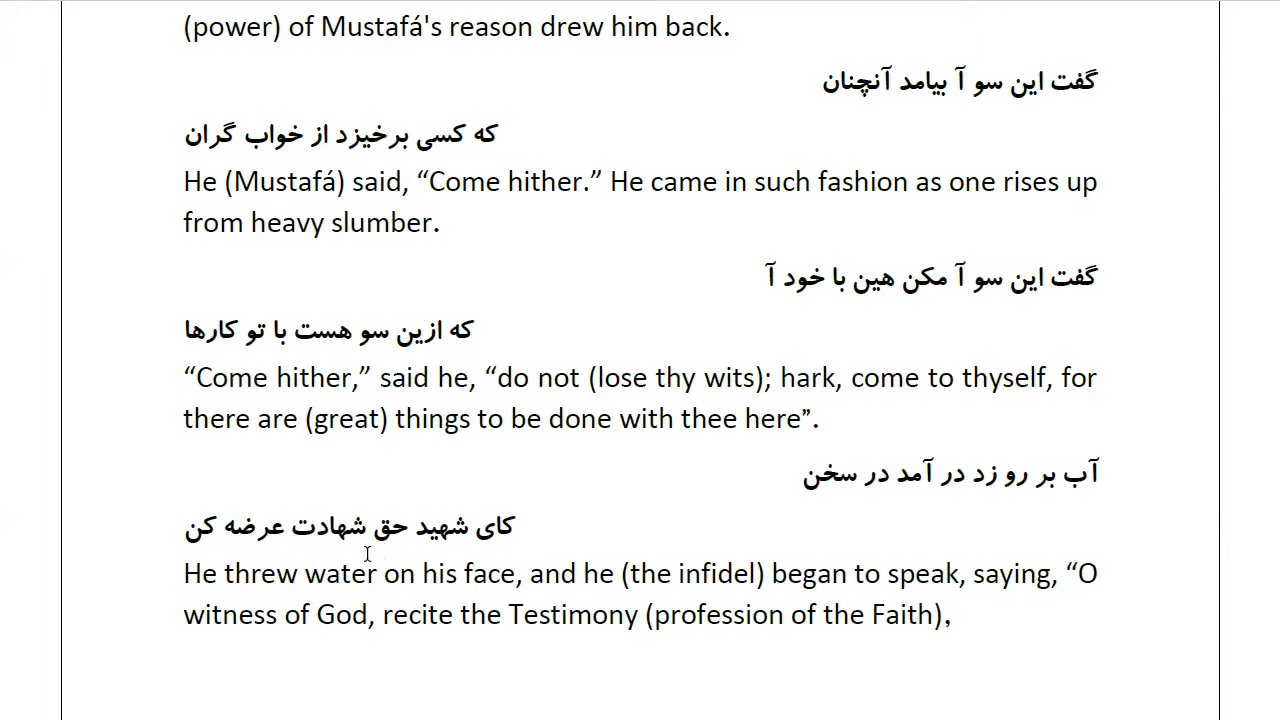 (power) of Mustafá's reason drew him back.
گفت این سو آ بیامد آنچنان
که کسی برخیزد از خواب گران
He (Mustafá) said, “Come hither.” He came in such fashion as one rises up
from heavy slumber.
گفت این سو آ مکن هین با خود آ
که ازین سو هست با تو کارها
“Come hither,” said he, “do not (lose thy wits); hark, come to thyself, for
there are (great) things to be done with thee here”.
آب بر رو زد در آمد در سخن
کای شهید حق شهادت عرضه کن
He threw water on his face, and he (the infidel) began to speak, saying, “O
witness of God, recite the Testimony (profession of the Faith),